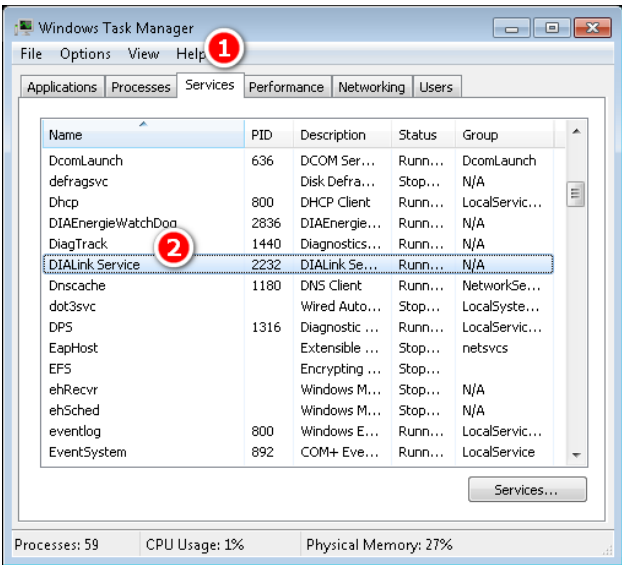 Windows Task Manager
File Options View Help 1
Applications Processes Services Performance Networking Users
Name PID Description Status Group
DcomLaunch 636 DCOM Ser... Runn... DcomLaunch
defragsvc Disk Defra... Stop... N/A
Dhcp 800 DHCP Client Runn... LocalServic...
DIAEnergieWatchDog 2836 DIAEnergie... Runn... N/A
DiagTrack 1440 Diagnostics... Runn... N/A
DIALink Service 2 2232 DIALink Se... Runn... N/A
Dnscache 1180 DNS Client Runn... NetworkSe...
dot3svc Wired Auto... Stop... LocalSyste...
DPS 1316 Diagnostic ... Runn... LocalServic...
EapHost Extensible ... Stop... netsvcs
EFS Encrypting ... Stop...
ehRecvr Windows M... Stop... N/A
ehSched Windows M... Stop... N/A
eventlog 800 Windows E... Runn... LocalServic...
EventSystem 892 COM+ Eve... Runn... LocalService
Services...
Processes: 59 CPU Usage: 1% Physical Memory: 27%